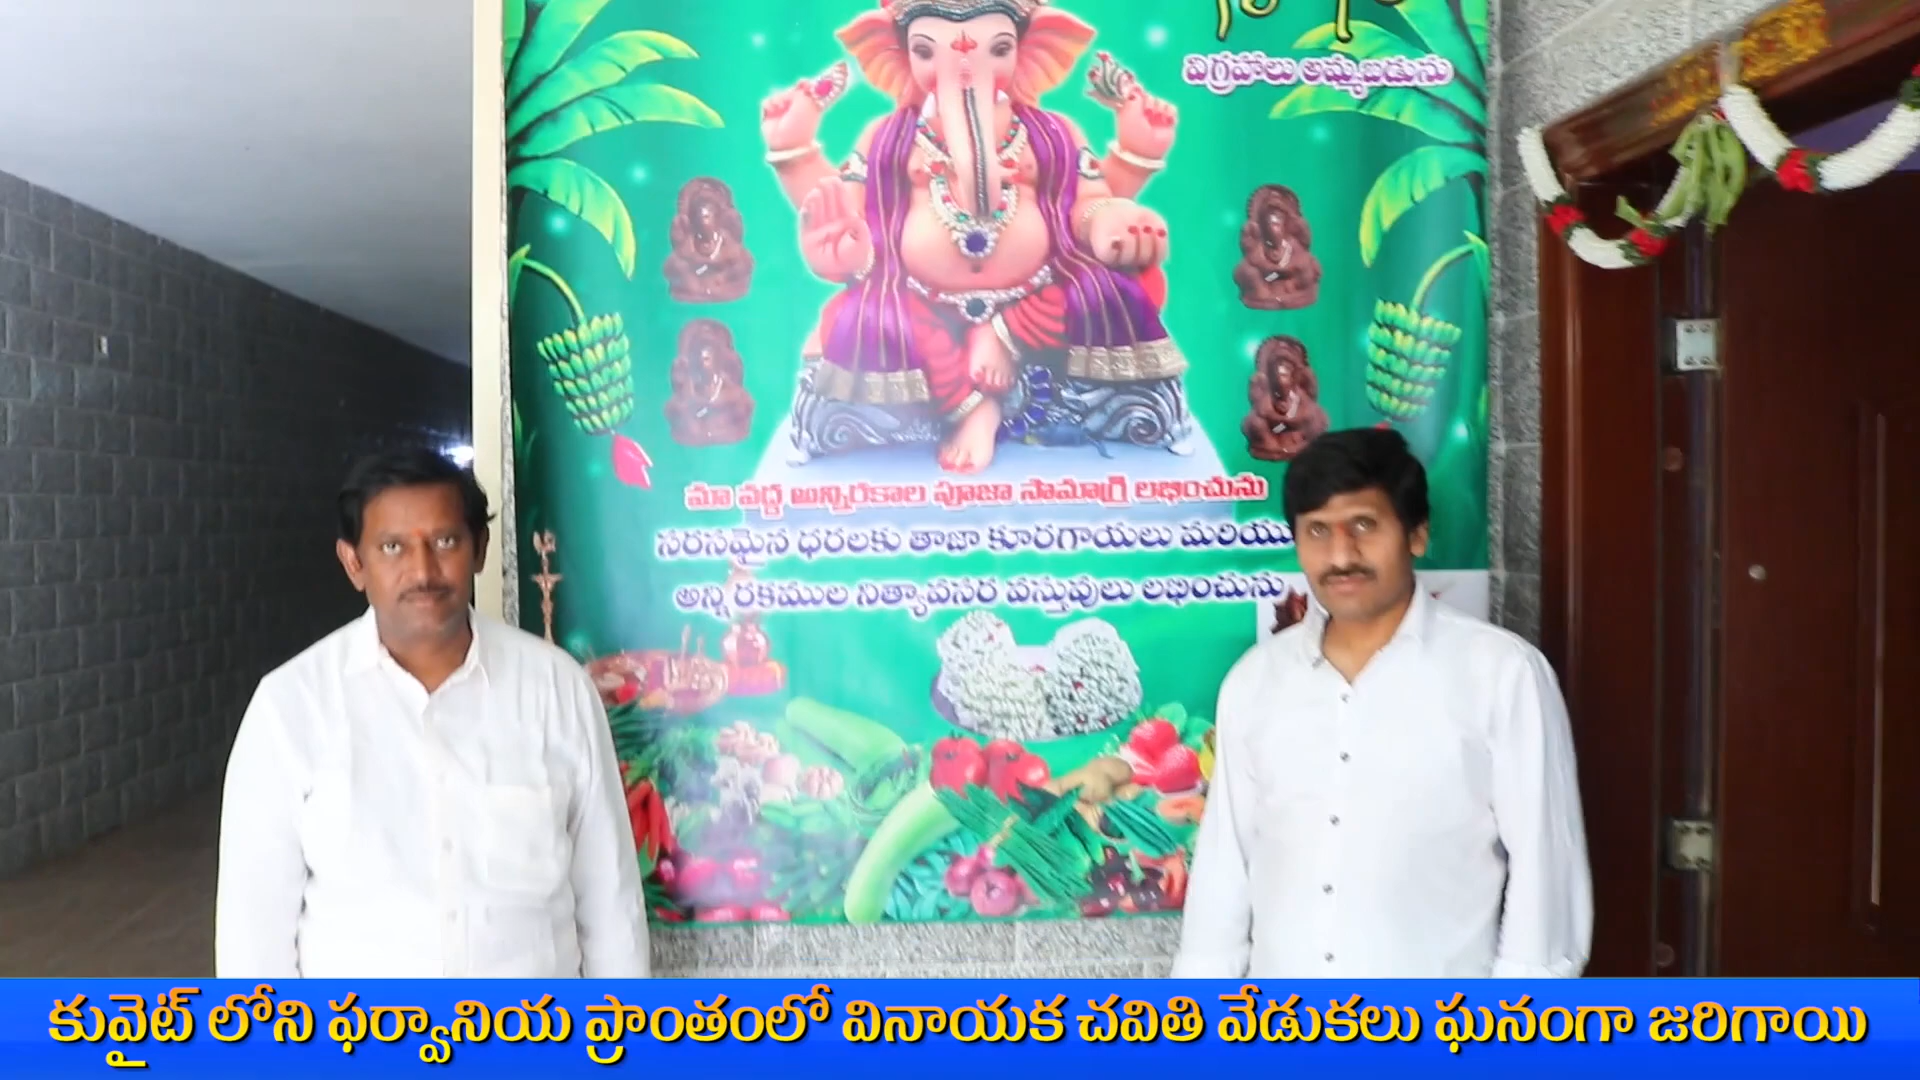 విగ్రహాలు అమ్మబడును
మా వద్ద అన్నిరకాల పూజా సామాగ్రి లభించును
సరసమైన ధరలకు తాజా కూరగాయలు మరియు
అన్ని రకముల నిత్యావసర వస్తువులు లభించును
కువైట్ లోని ఫర్వానియ ప్రాంతంలో వినాయక చవితి వేడుకలు ఘనంగా జరిగాయి